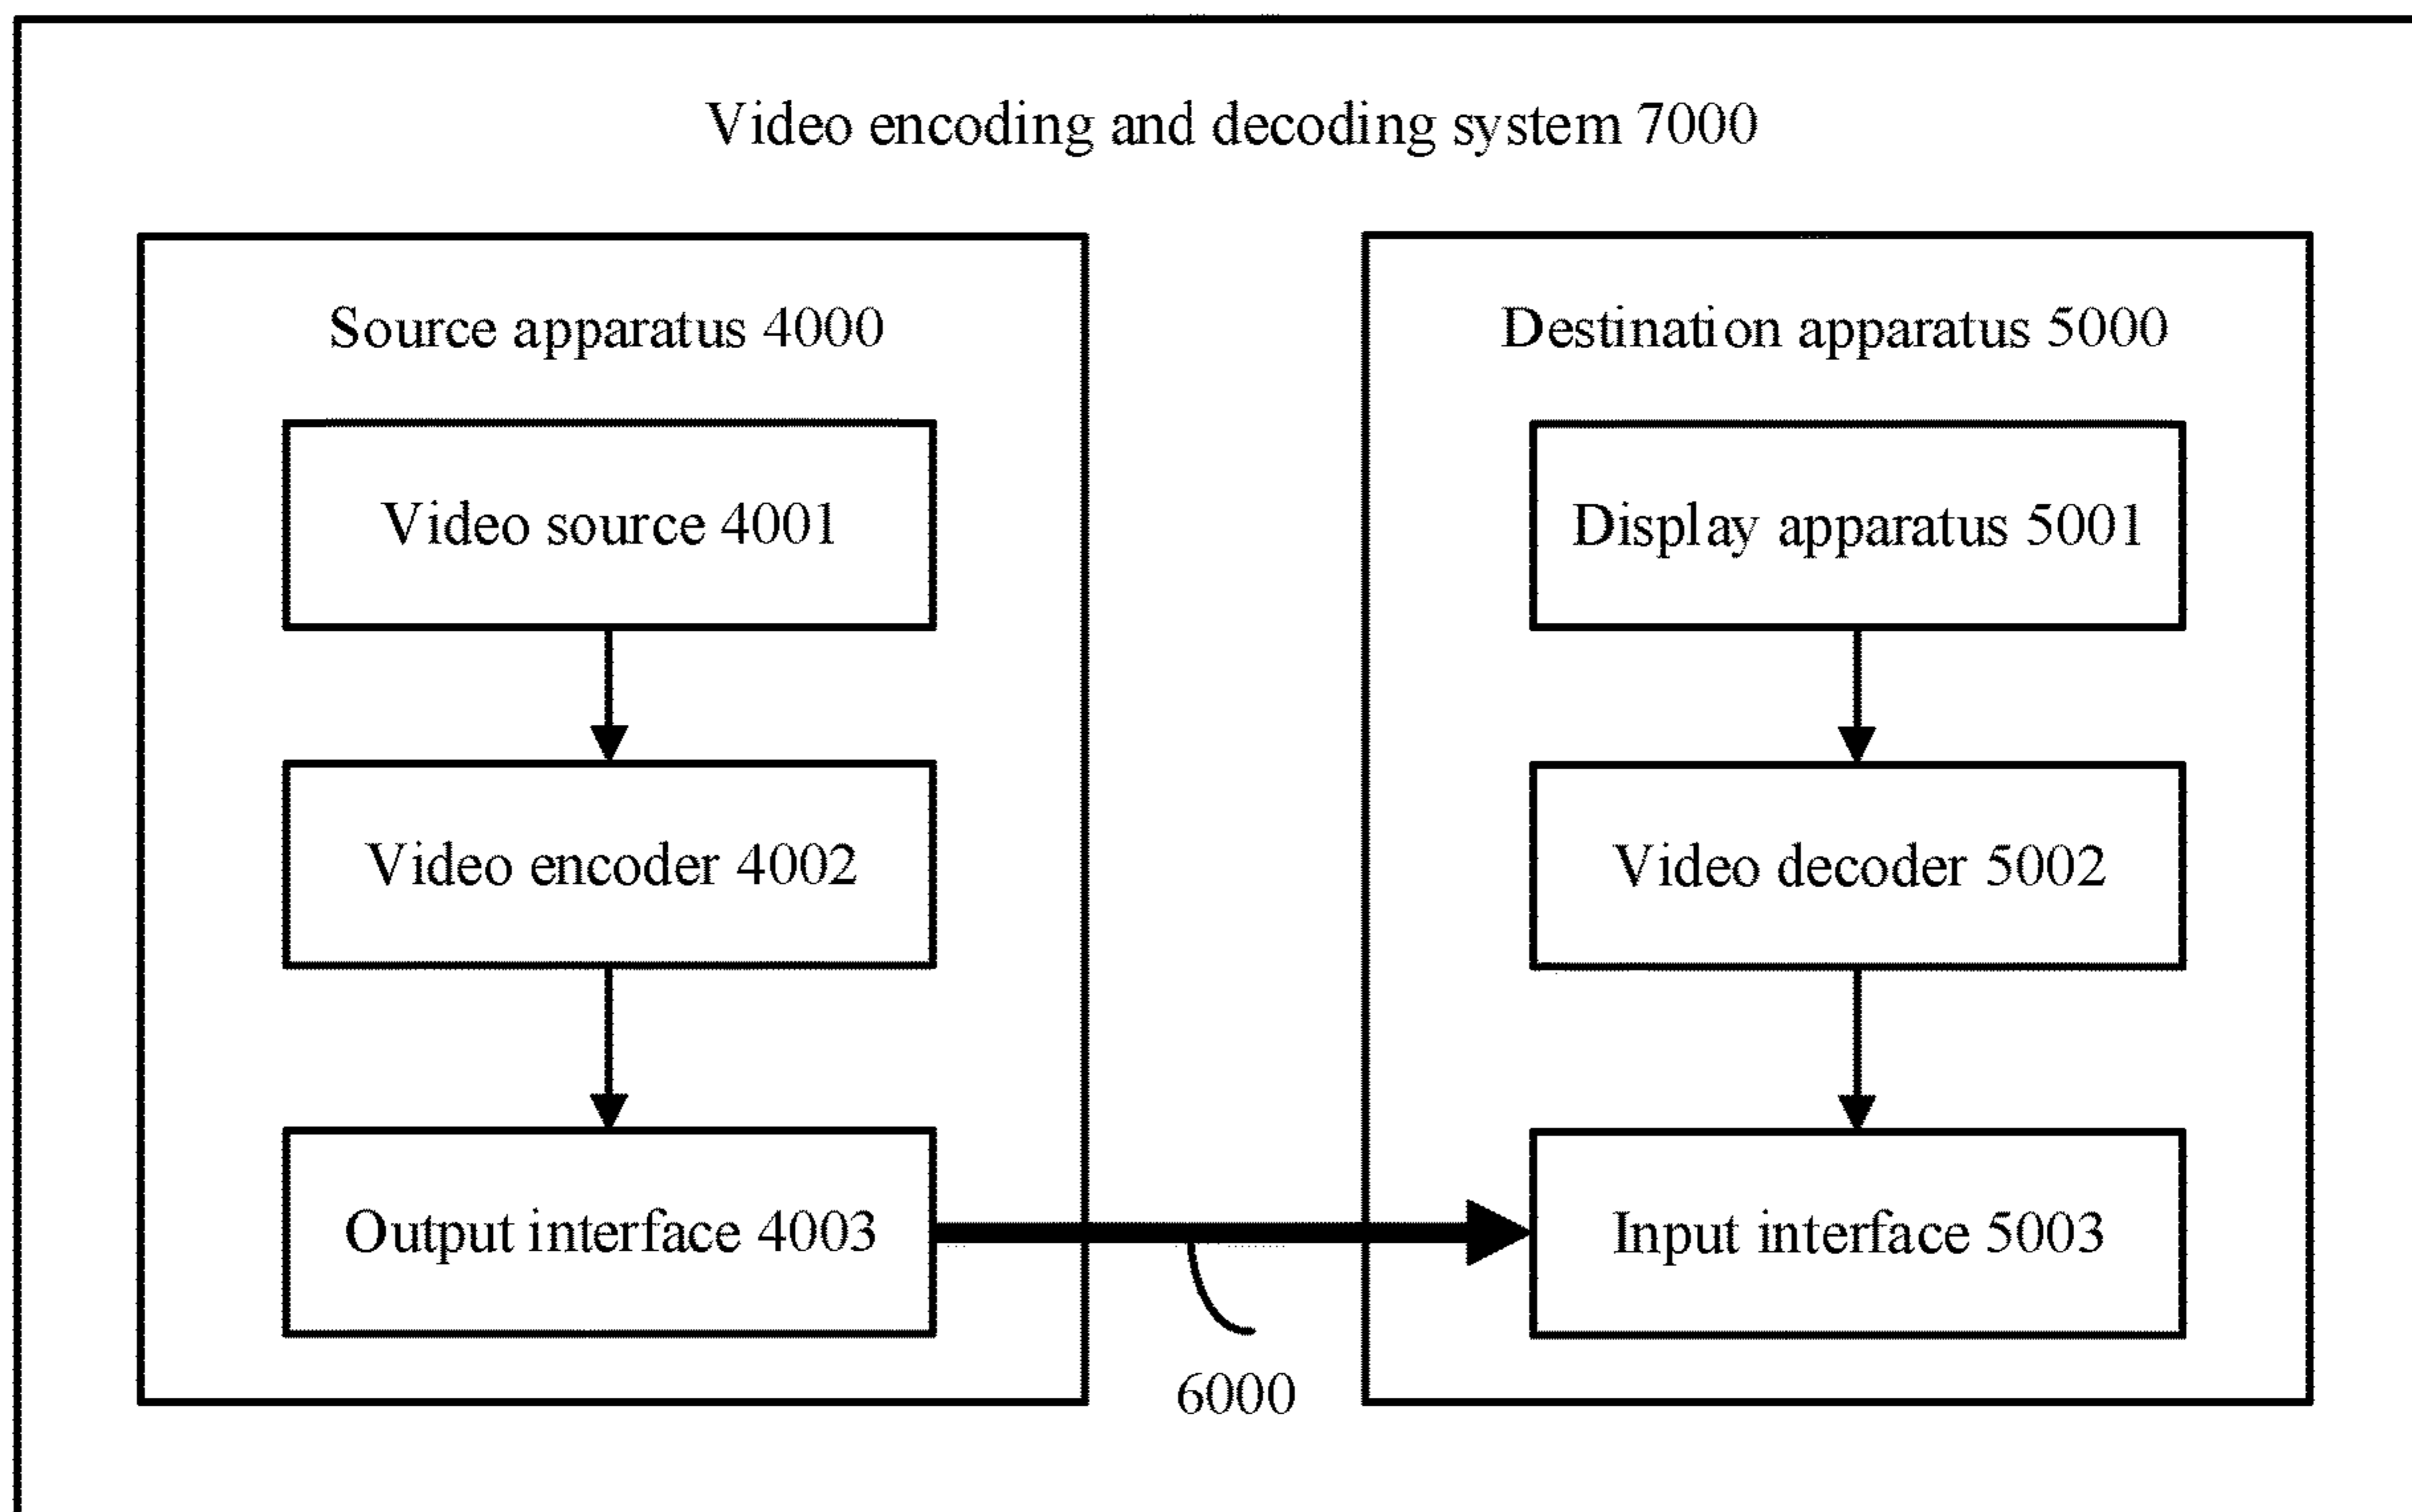 Video encoding and decoding system 7000
Source apparatus 4000
Video source 4001
Video encoder 4002
Output interface 4003
6000
Destination apparatus 5000
Display apparatus 5001
Video decoder 5002
Input interface 5003